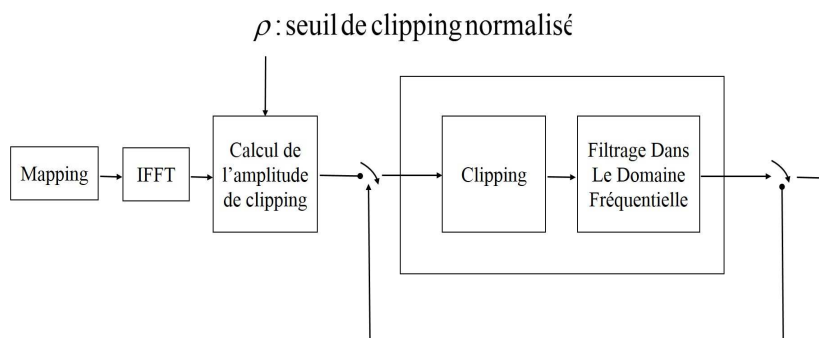 ρ : seuil de clipping normalisé
Mapping
IFFT
Calcul de
l’amplitude
de clipping
Clipping
Filtrage Dans
Le Domaine
Fréquentielle